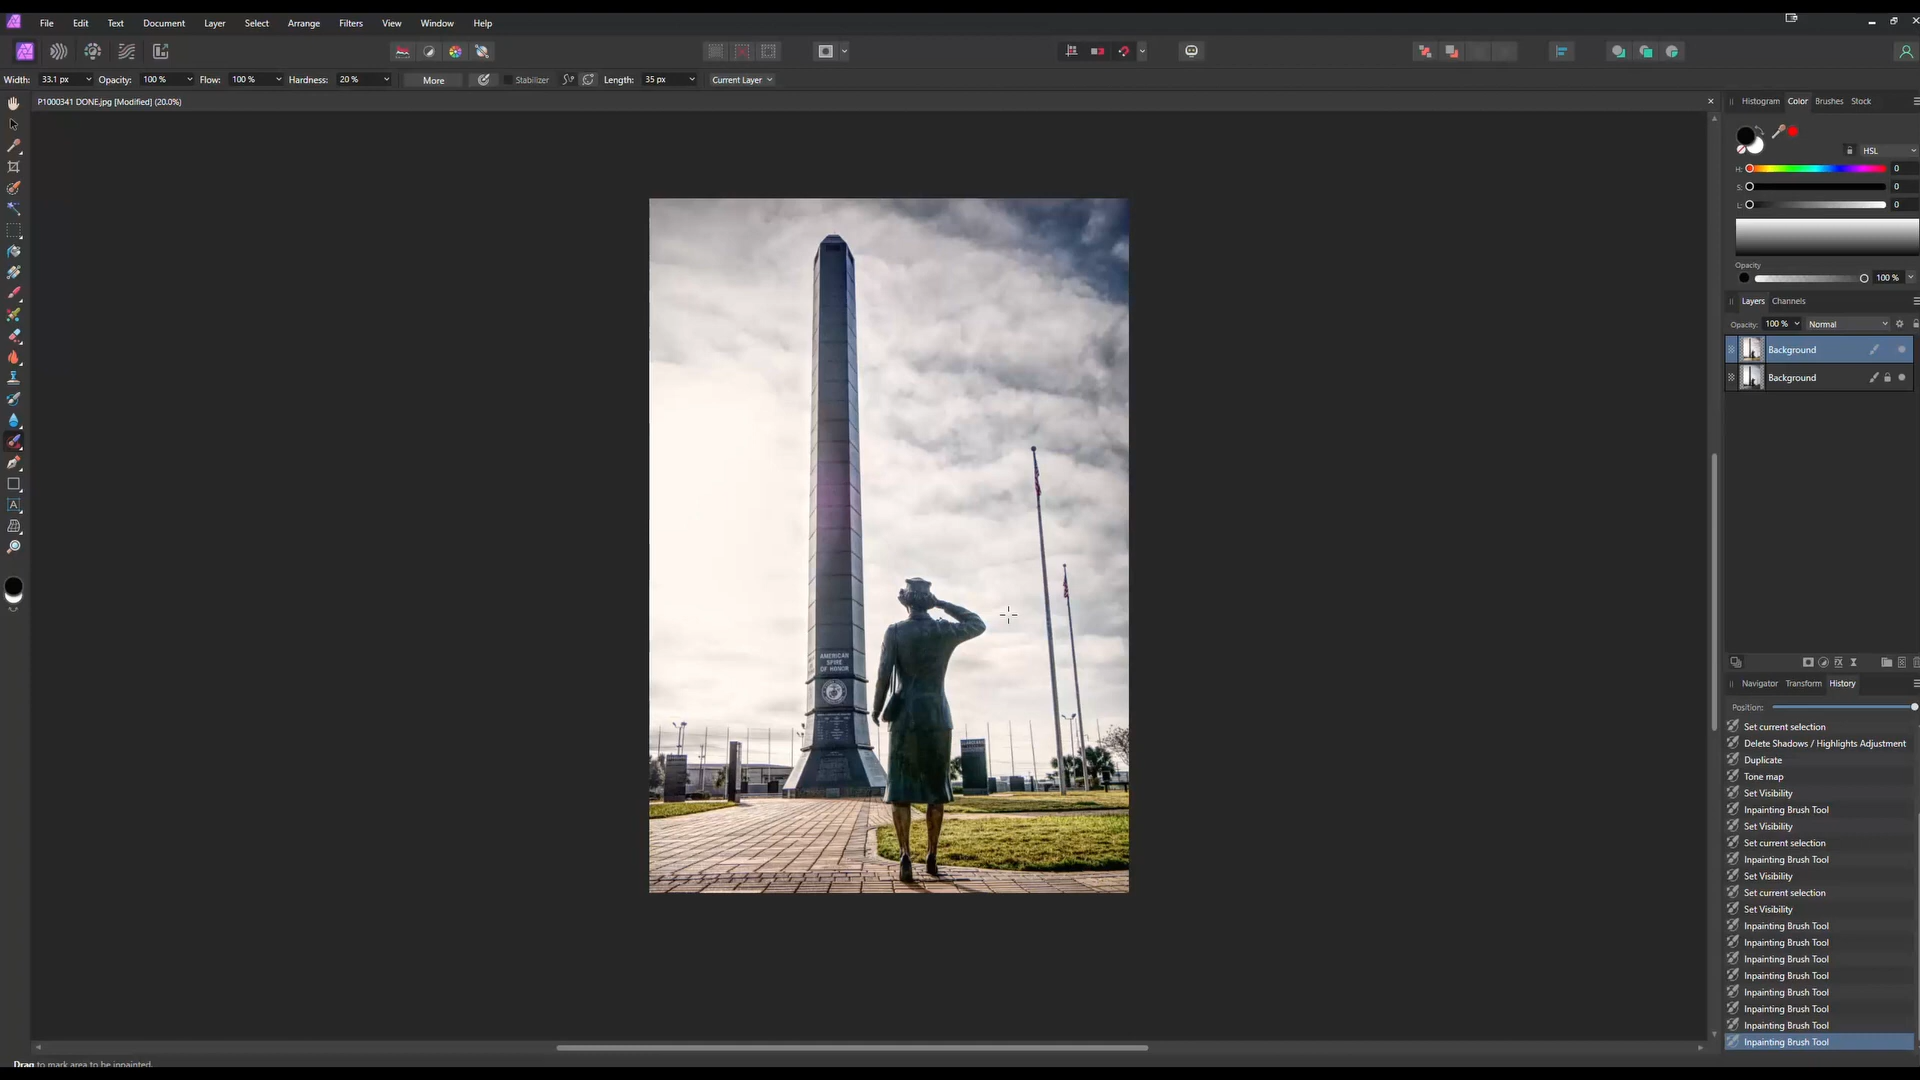 File Edit Text Document Layer Select Arrange Filters View Window Help
Width: 33.1 px Opacity: 100 % Flow: 100 % Hardness: 20 % More Stabilizer Length: 35 px Current Layer
P1000341 DONE.jpg [Modified] (20.0%)
Histogram Color Brushes Stock
HSL
H: 0
S: 0
L: 0
Opacity
100 %
Layers Channels
Opacity: 100 % Normal
Background
Background
AMERICAN
SPIRE
OF HONOR
Navigator Transform History
Position:
Set current selection
Delete Shadows / Highlights Adjustment
Duplicate
Tone map
Set Visibility
Inpainting Brush Tool
Set Visibility
Set current selection
Inpainting Brush Tool
Set Visibility
Set current selection
Set Visibility
Inpainting Brush Tool
Inpainting Brush Tool
Inpainting Brush Tool
Inpainting Brush Tool
Inpainting Brush Tool
Inpainting Brush Tool
Inpainting Brush Tool
Inpainting Brush Tool
Drag to mark area to be inpainted.